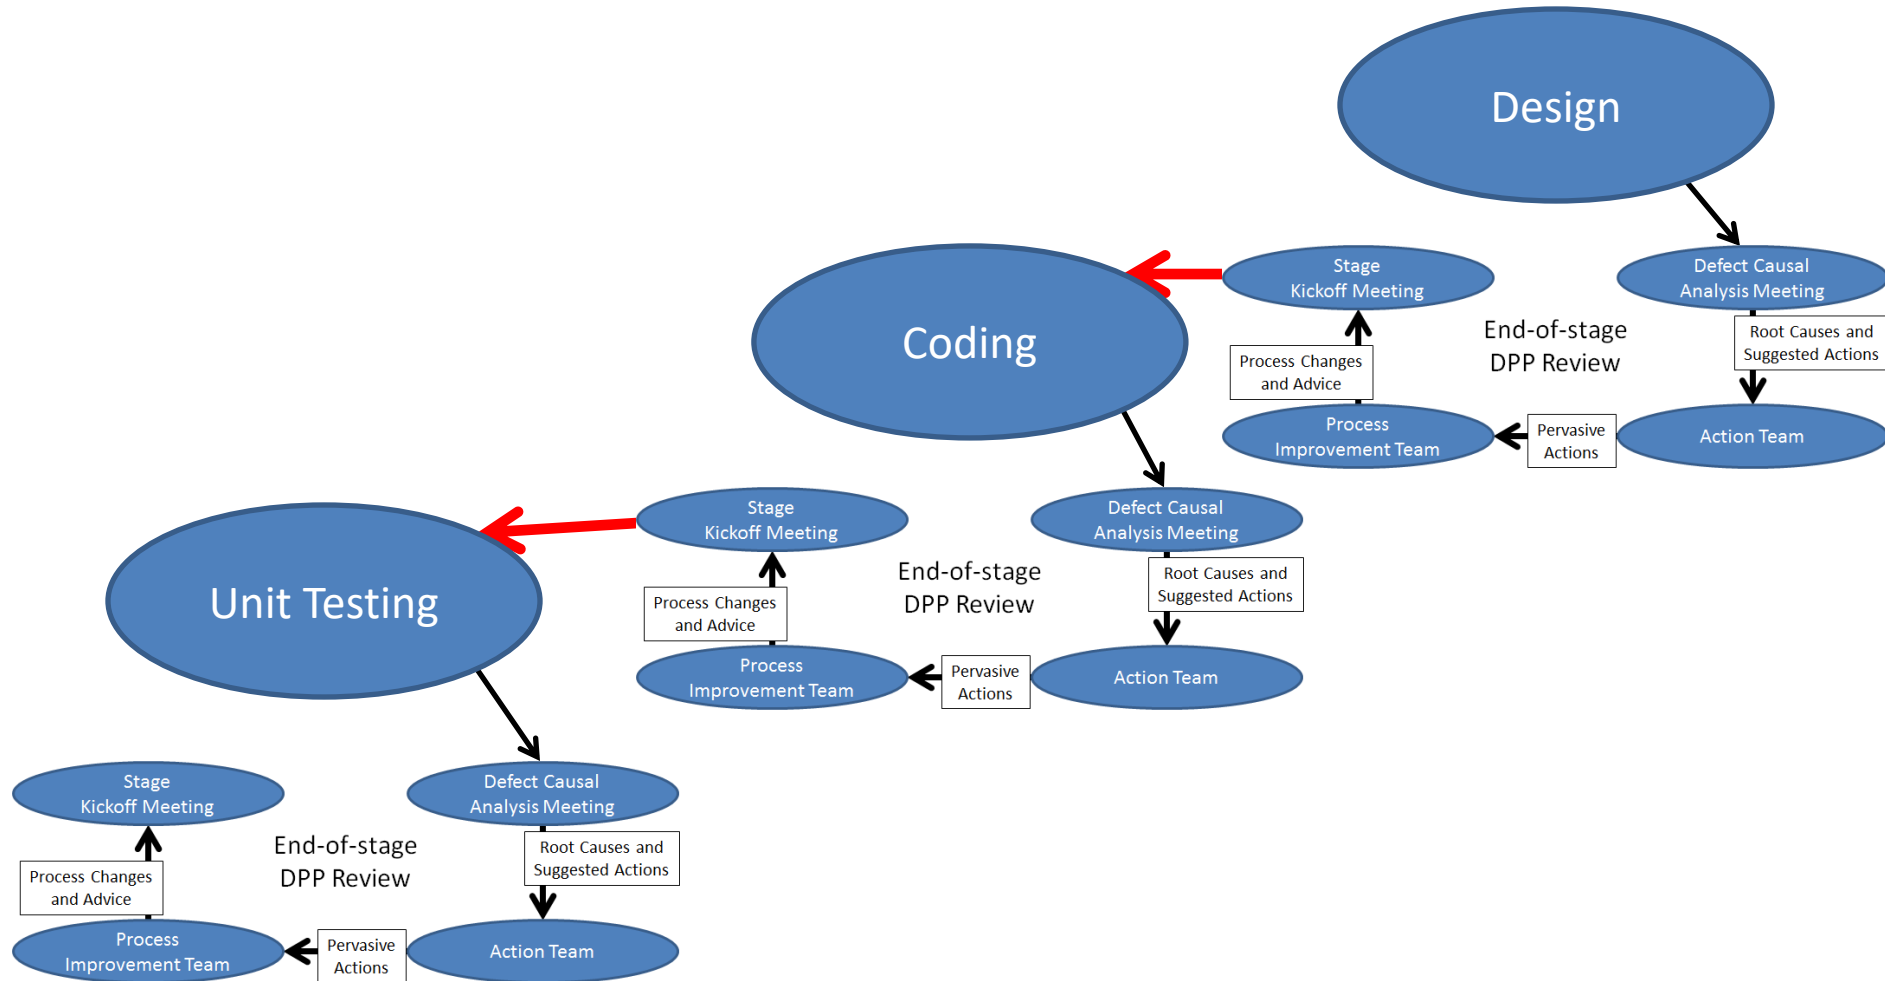 Design
Stage
Kickoff Meeting
Defect Causal
Analysis Meeting
End-of-stage
DPP Review
Root Causes and
Suggested Actions
Process Changes
and Advice
Process
Improvement Team
Pervasive
Actions
Action Team
Coding
Stage
Kickoff Meeting
Defect Causal
Analysis Meeting
End-of-stage
DPP Review
Root Causes and
Suggested Actions
Process Changes
and Advice
Process
Improvement Team
Pervasive
Actions
Action Team
Unit Testing
Stage
Kickoff Meeting
Defect Causal
Analysis Meeting
End-of-stage
DPP Review
Root Causes and
Suggested Actions
Process Changes
and Advice
Process
Improvement Team
Pervasive
Actions
Action Team